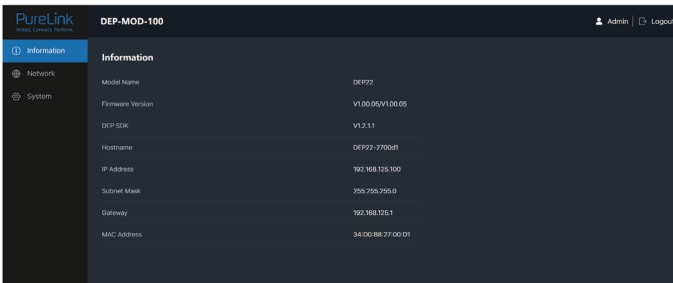 PureLink
Install. Connect. Perform.
DEP-MOD-100
Admin
Logout
Information
Network
System
Information
Model Name DEP22
Firmware Version V1.00.05/V1.00.05
DEP SDK V1.2.1.1
Hostname DEP22-2700d1
IP Address 192.168.125.100
Subnet Mask 255.255.255.0
Gateway 192.168.125.1
MAC Address 34:D0:B8:27:00:D1